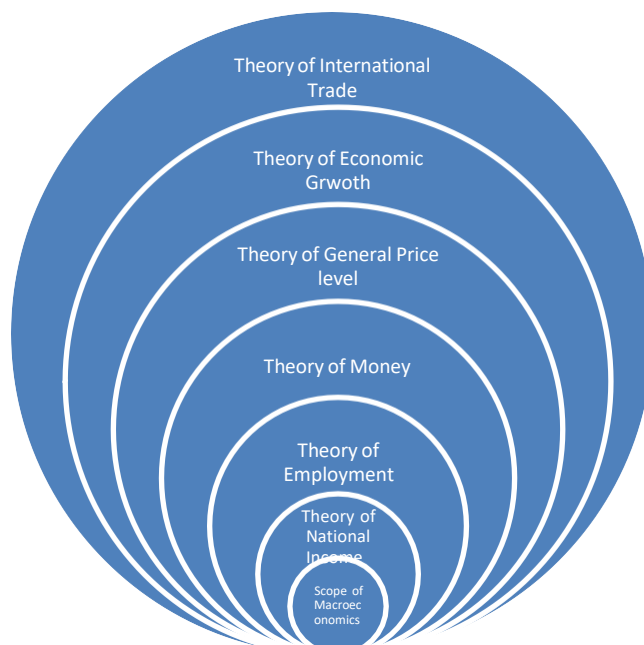 Theory of International
Trade
Theory of Economic
Grwoth
Theory of General Price
level
Theory of Money
Theory of
Employment
Theory of
National
Income
Scope of
Macroec
onomics